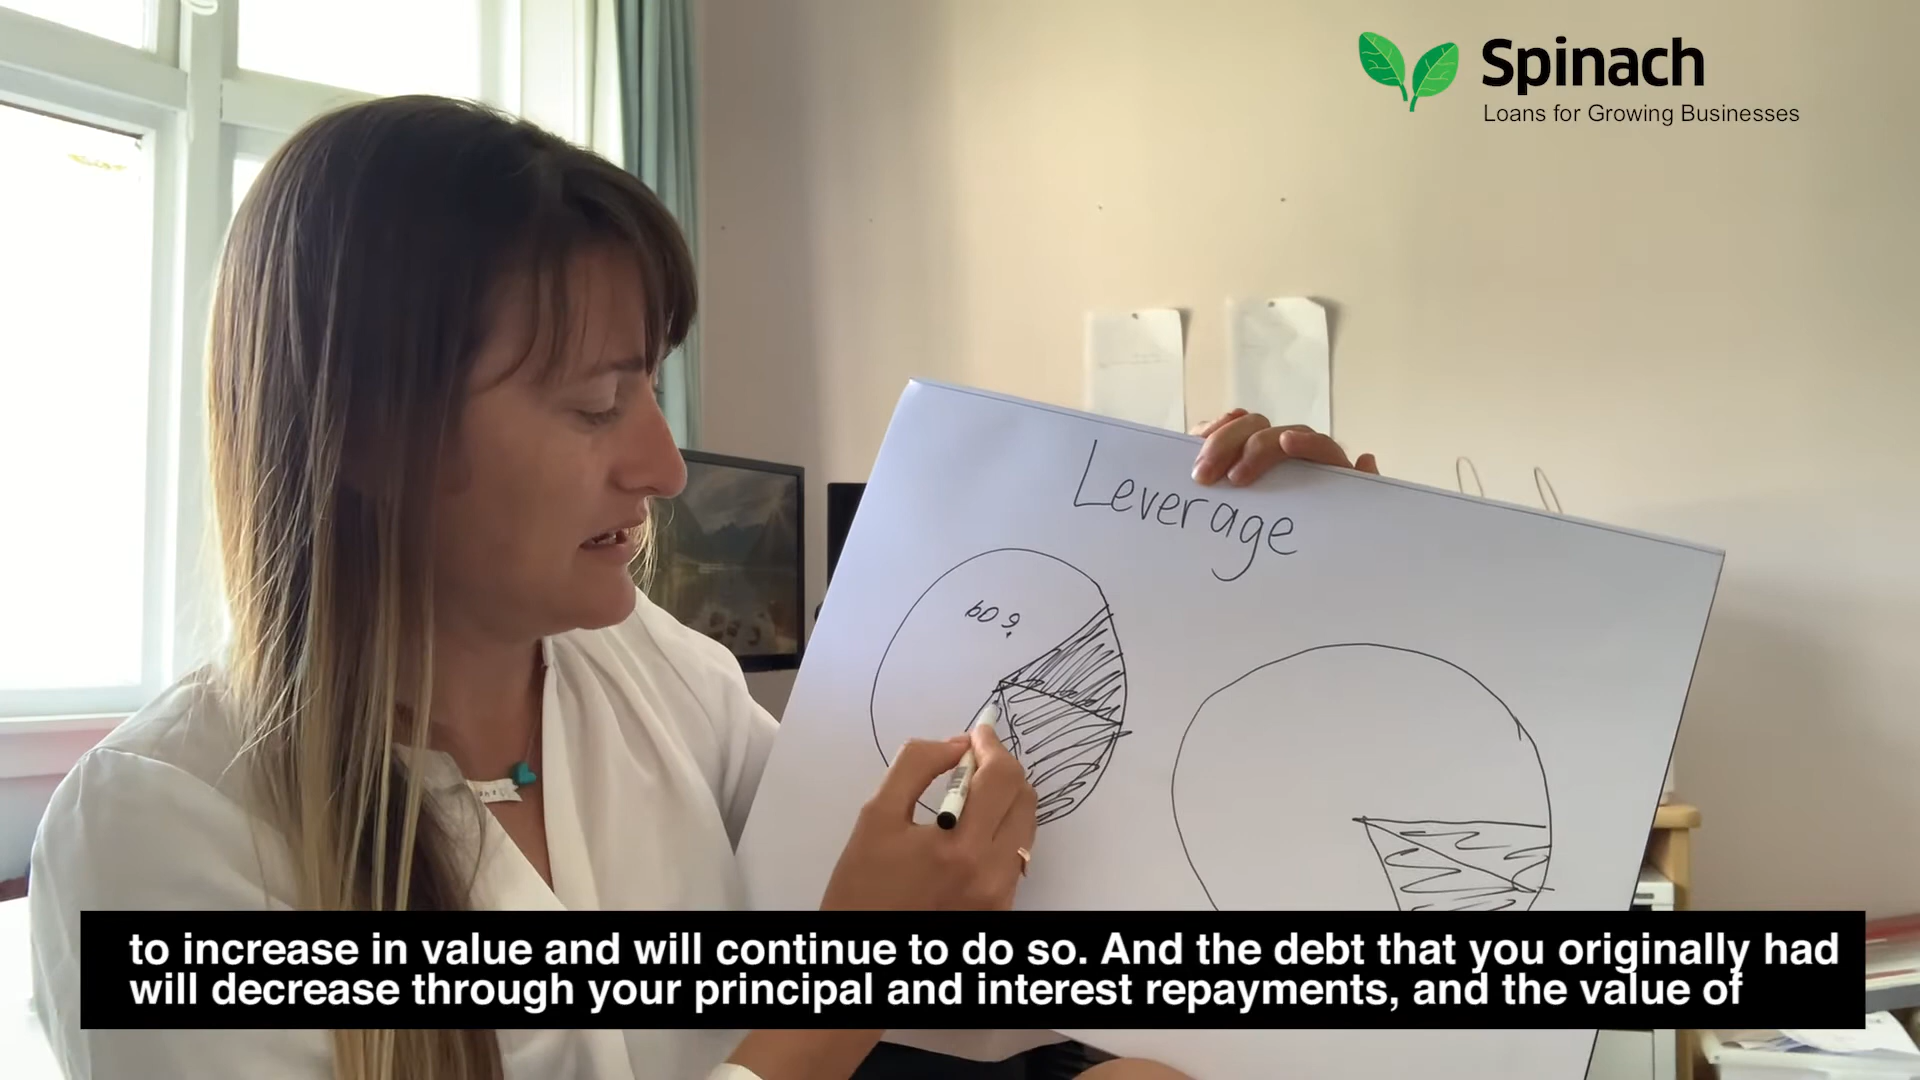 Spinach
Loans for Growing Businesses
Leverage
to increase in value and will continue to do so. And the debt that you originally had
will decrease through your principal and interest repayments, and the value of